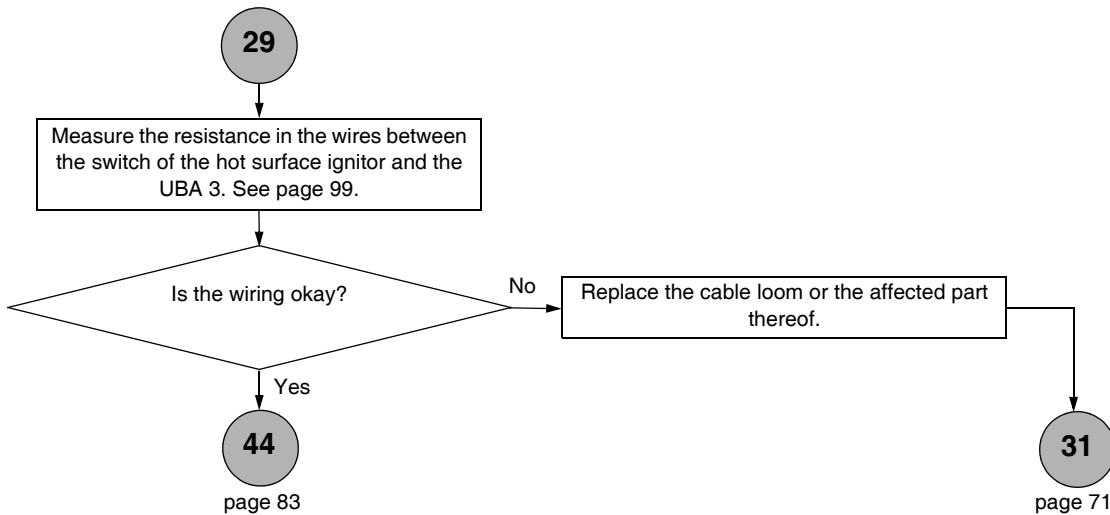 29
Measure the resistance in the wires between
the switch of the hot surface ignitor and the
UBA 3. See page 99.
Is the wiring okay?
No
Replace the cable loom or the affected part
thereof.
Yes
44
page 83
31
page 71